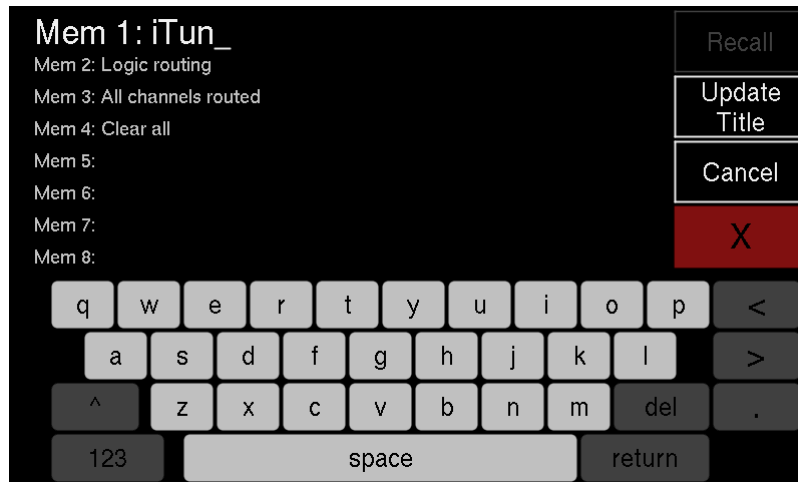 Mem 1: iTun_
Mem 2: Logic routing
Mem 3: All channels routed
Mem 4: Clear all
Mem 5:
Mem 6:
Mem 7:
Mem 8:
Recall
Update
Title
Cancel
X
q w e r t y u i o p <
a s d f g h j k l >
^ z x c v b n m del .
123 space return